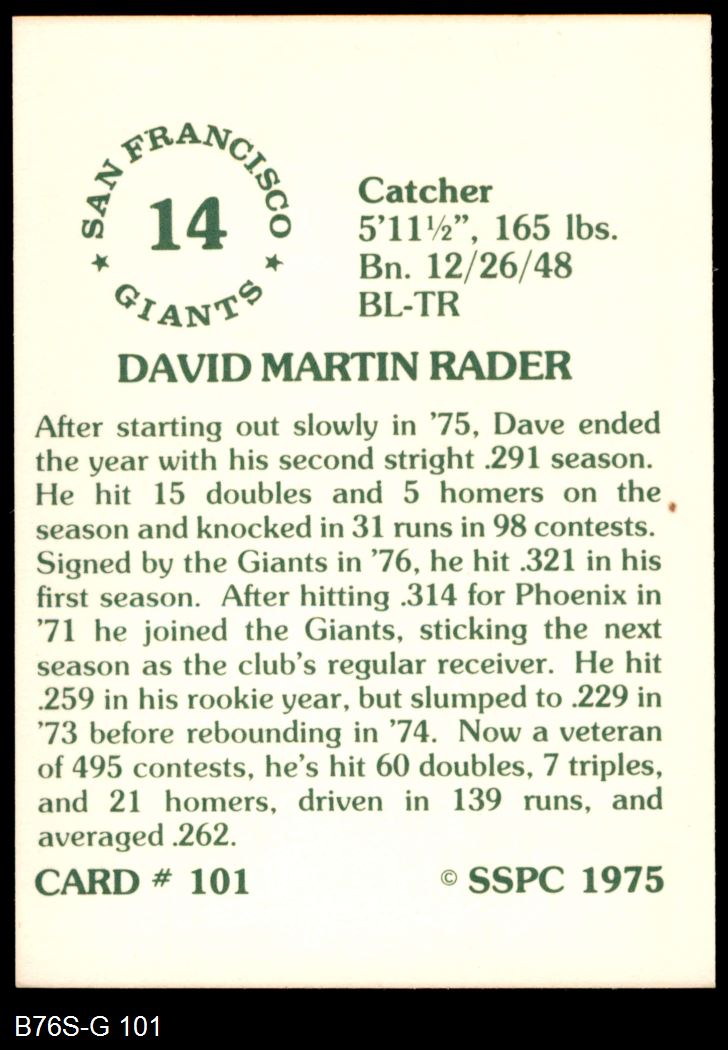 SAN FRANCISCO
14
★ GIANTS ★
Catcher
5'11½”, 165 lbs.
Bn. 12/26/48
BL-TR
DAVID MARTIN RADER
After starting out slowly in ’75, Dave ended
the year with his second stright .291 season.
He hit 15 doubles and 5 homers on the
season and knocked in 31 runs in 98 contests.
Signed by the Giants in ’76, he hit .321 in his
first season. After hitting .314 for Phoenix in
’71 he joined the Giants, sticking the next
season as the club’s regular receiver. He hit
.259 in his rookie year, but slumped to .229 in
’73 before rebounding in ’74. Now a veteran
of 495 contests, he’s hit 60 doubles, 7 triples,
and 21 homers, driven in 139 runs, and
averaged .262.
CARD # 101
© SSPC 1975
B76S-G 101